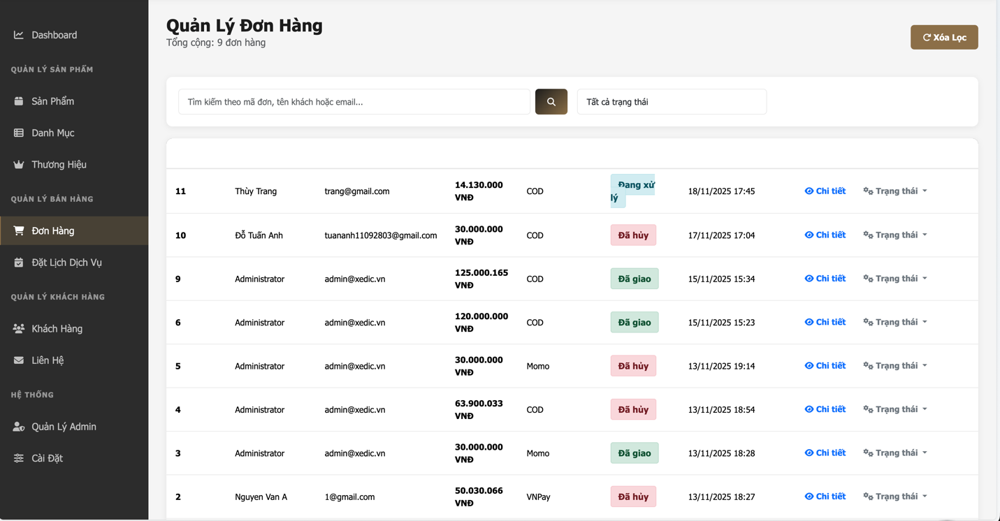 Dashboard
QUẢN LÝ SẢN PHẨM
Sản Phẩm
Danh Mục
Thương Hiệu
QUẢN LÝ BÁN HÀNG
Đơn Hàng
Đặt Lịch Dịch Vụ
QUẢN LÝ KHÁCH HÀNG
Khách Hàng
Liên Hệ
HỆ THỐNG
Quản Lý Admin
Cài Đặt
Quản Lý Đơn Hàng
Tổng cộng: 9 đơn hàng
Xóa Lọc
Tìm kiếm theo mã đơn, tên khách hoặc email... Tất cả trạng thái
11 Thùy Trang trang@gmail.com 14.130.000 VNĐ COD Đang xử lý 18/11/2025 17:45 Chi tiết Trạng thái
10 Đỗ Tuấn Anh tuananh11092803@gmail.com 30.000.000 VNĐ COD Đã hủy 17/11/2025 17:04 Chi tiết Trạng thái
9 Administrator admin@xedic.vn 125.000.165 VNĐ COD Đã giao 15/11/2025 15:34 Chi tiết Trạng thái
6 Administrator admin@xedic.vn 120.000.000 VNĐ COD Đã giao 15/11/2025 15:23 Chi tiết Trạng thái
5 Administrator admin@xedic.vn 30.000.000 VNĐ Momo Đã hủy 13/11/2025 19:14 Chi tiết Trạng thái
4 Administrator admin@xedic.vn 63.900.033 VNĐ COD Đã hủy 13/11/2025 18:54 Chi tiết Trạng thái
3 Administrator admin@xedic.vn 30.000.000 VNĐ Momo Đã giao 13/11/2025 18:28 Chi tiết Trạng thái
2 Nguyen Van A 1@gmail.com 50.030.066 VNĐ VNPay Đã hủy 13/11/2025 18:27 Chi tiết Trạng thái